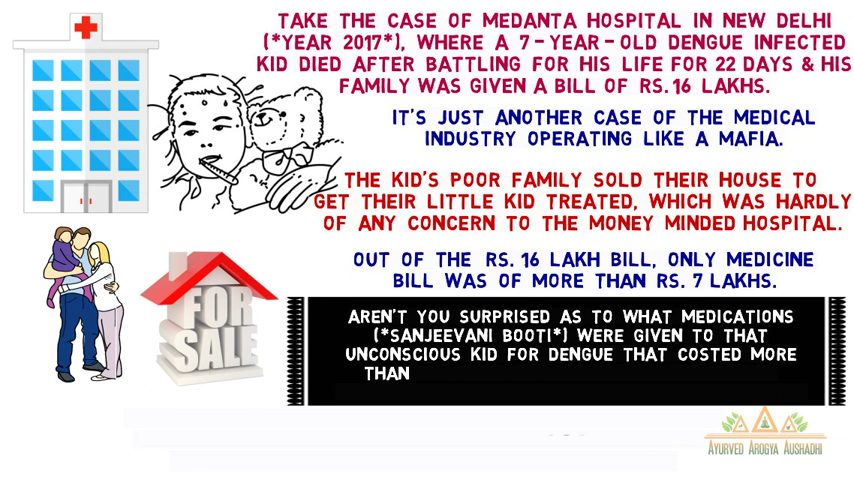 TAKE THE CASE OF MEDANTA HOSPITAL IN NEW DELHI
(*YEAR 2017*), WHERE A 7-YEAR-OLD DENGUE INFECTED
KID DIED AFTER BATTLING FOR HIS LIFE FOR 22 DAYS & HIS
FAMILY WAS GIVEN A BILL OF RS. 16 LAKHS.
IT'S JUST ANOTHER CASE OF THE MEDICAL
INDUSTRY OPERATING LIKE A MAFIA.
THE KID'S POOR FAMILY SOLD THEIR HOUSE TO
GET THEIR LITTLE KID TREATED, WHICH WAS HARDLY
OF ANY CONCERN TO THE MONEY MINDED HOSPITAL.
OUT OF THE RS. 16 LAKH BILL, ONLY MEDICINE
BILL WAS OF MORE THAN RS. 7 LAKHS.
FOR
SALE
AREN'T YOU SURPRISED AS TO WHAT MEDICATIONS
(*SANJEEVANI BOOTI*) WERE GIVEN TO THAT
UNCONSCIOUS KID FOR DENGUE THAT COSTED MORE
THAN
AYURVED AROGYA AUSHADHI